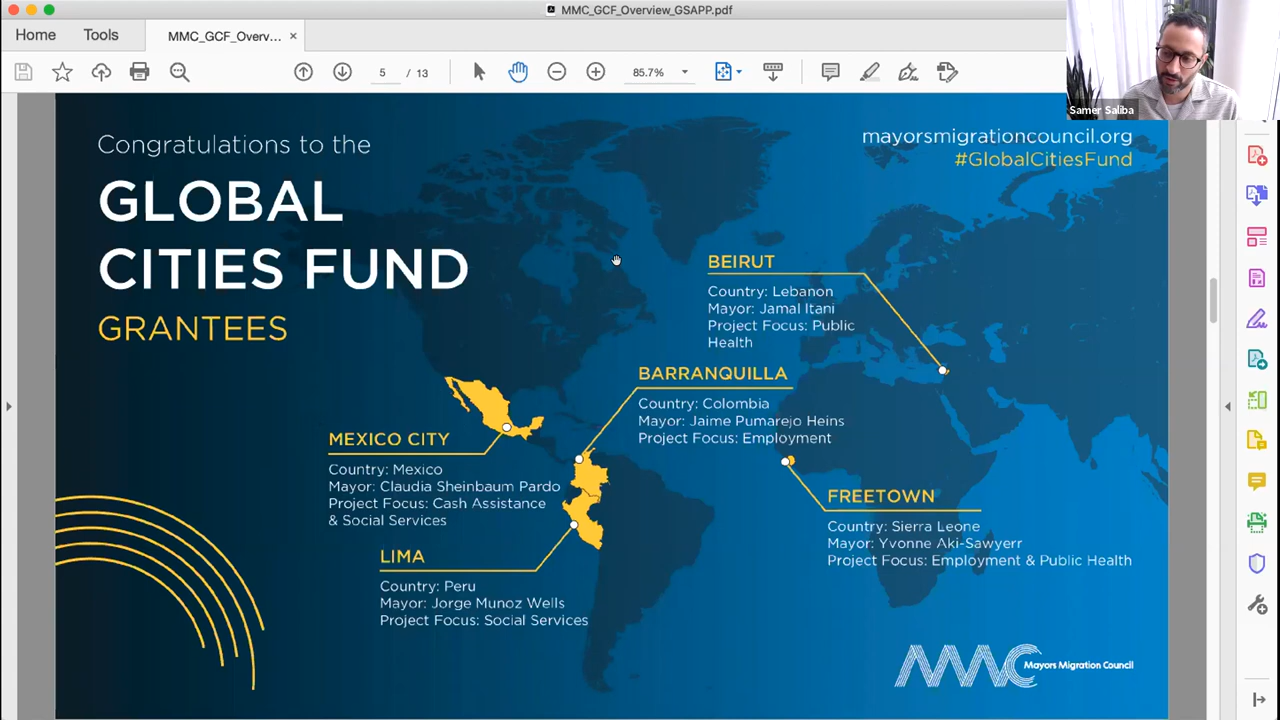 MMC_GCF_Overview_GSAPP.pdf
Home
Tools
MMC_GCF_Overv...
5
/ 13
85.7%
Samer Saliba
Congratulations to the
GLOBAL
CITIES FUND
GRANTEES
mayorsmigrationcouncil.org
#GlobalCitiesFund
BEIRUT
Country: Lebanon
Mayor: Jamal Itani
Project Focus: Public
Health
BARRANQUILLA
Country: Colombia
Mayor: Jaime Pumarejo Heins
Project Focus: Employment
MEXICO CITY
Country: Mexico
Mayor: Claudia Sheinbaum Pardo
Project Focus: Cash Assistance
& Social Services
FREETOWN
Country: Sierra Leone
Mayor: Yvonne Aki-Sawyerr
Project Focus: Employment & Public Health
LIMA
Country: Peru
Mayor: Jorge Munoz Wells
Project Focus: Social Services
MMC Mayors Migration Council